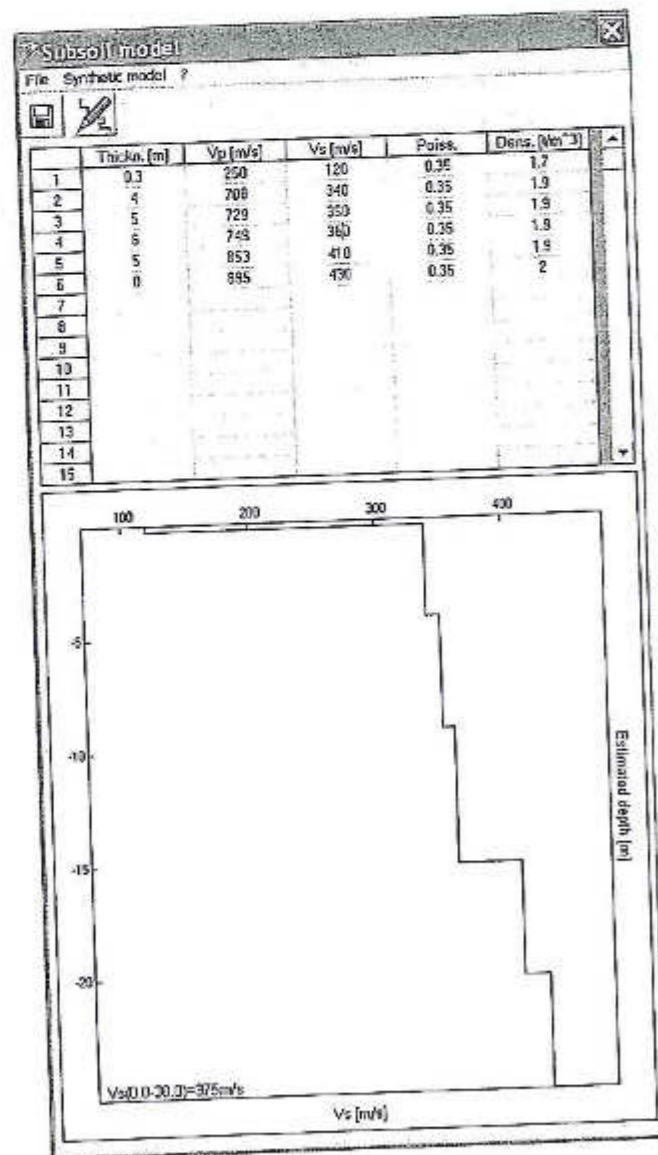 Subsoil model
File Synthetic model ?
Thickn. [m] Vp [m/s] Vs [m/s] Poiss. Dens. [t/m^3]
1 0.3 250 120 0.35 1.7
2 4 708 340 0.35 1.9
3 5 729 350 0.35 1.9
4 6 749 360 0.35 1.9
5 5 853 410 0.35 1.9
6 0 895 430 0.35 2
7
8
9
10
11
12
13
14
15
100 200 300 400
-5
-10
-15
-20
Estimated depth [m]
Vs(0.0-30.0)=375m/s
Vs [m/s]